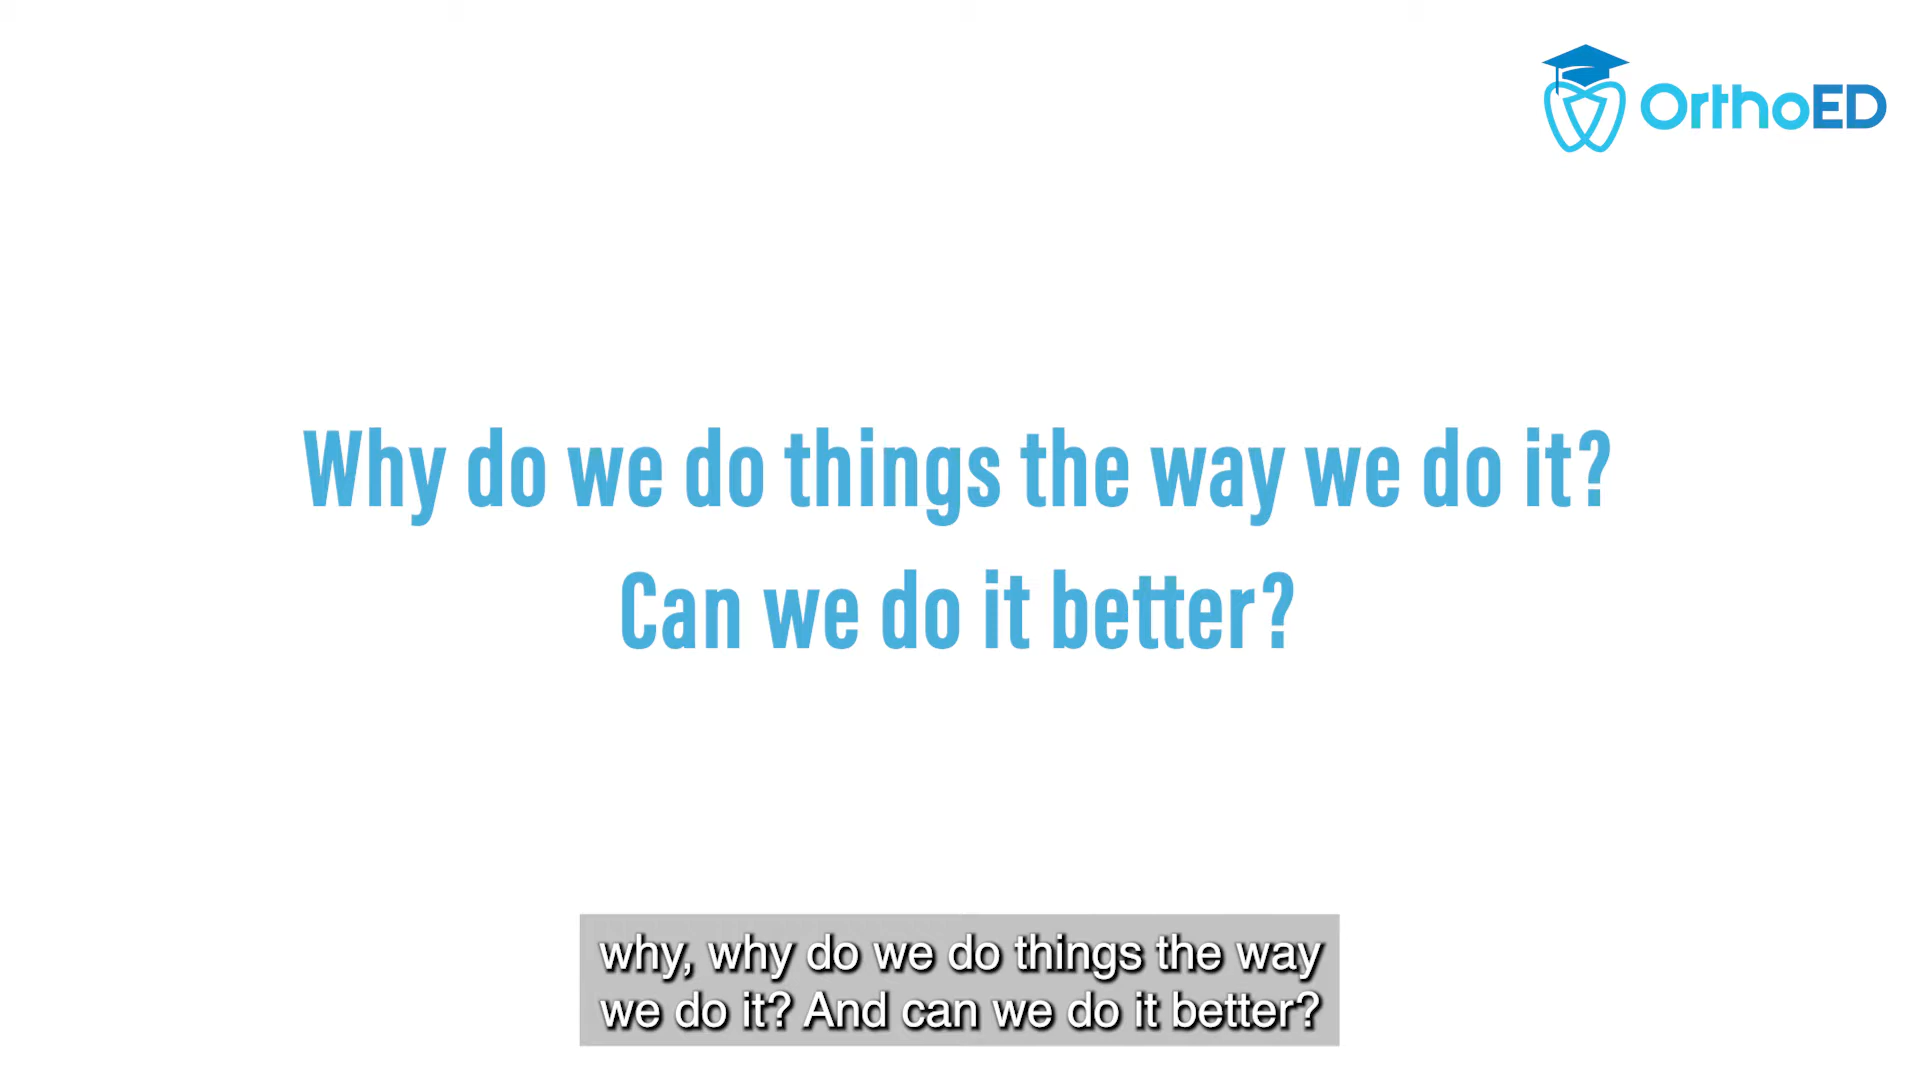 OrthoED
Why do we do things the way we do it?
Can we do it better?
why, why do we do things the way
we do it? And can we do it better?